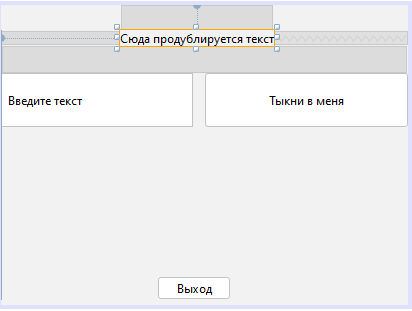 Сюда продублируется текст
Введите текст
Тыкни в меня
Выход